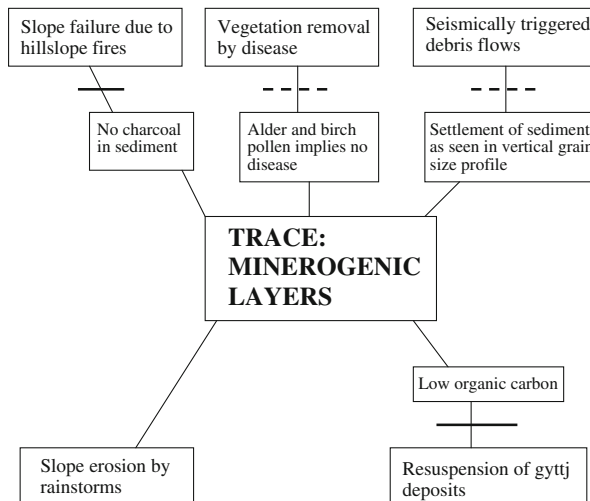 Slope failure due to
hillslope fires
Vegetation removal
by disease
Seismically triggered
debris flows
No charcoal
in sediment
Alder and birch
pollen implies no
disease
Settlement of sediment
as seen in vertical grain
size profile
TRACE:
MINEROGENIC
LAYERS
Low organic carbon
Slope erosion by
rainstorms
Resuspension of gyttj
deposits